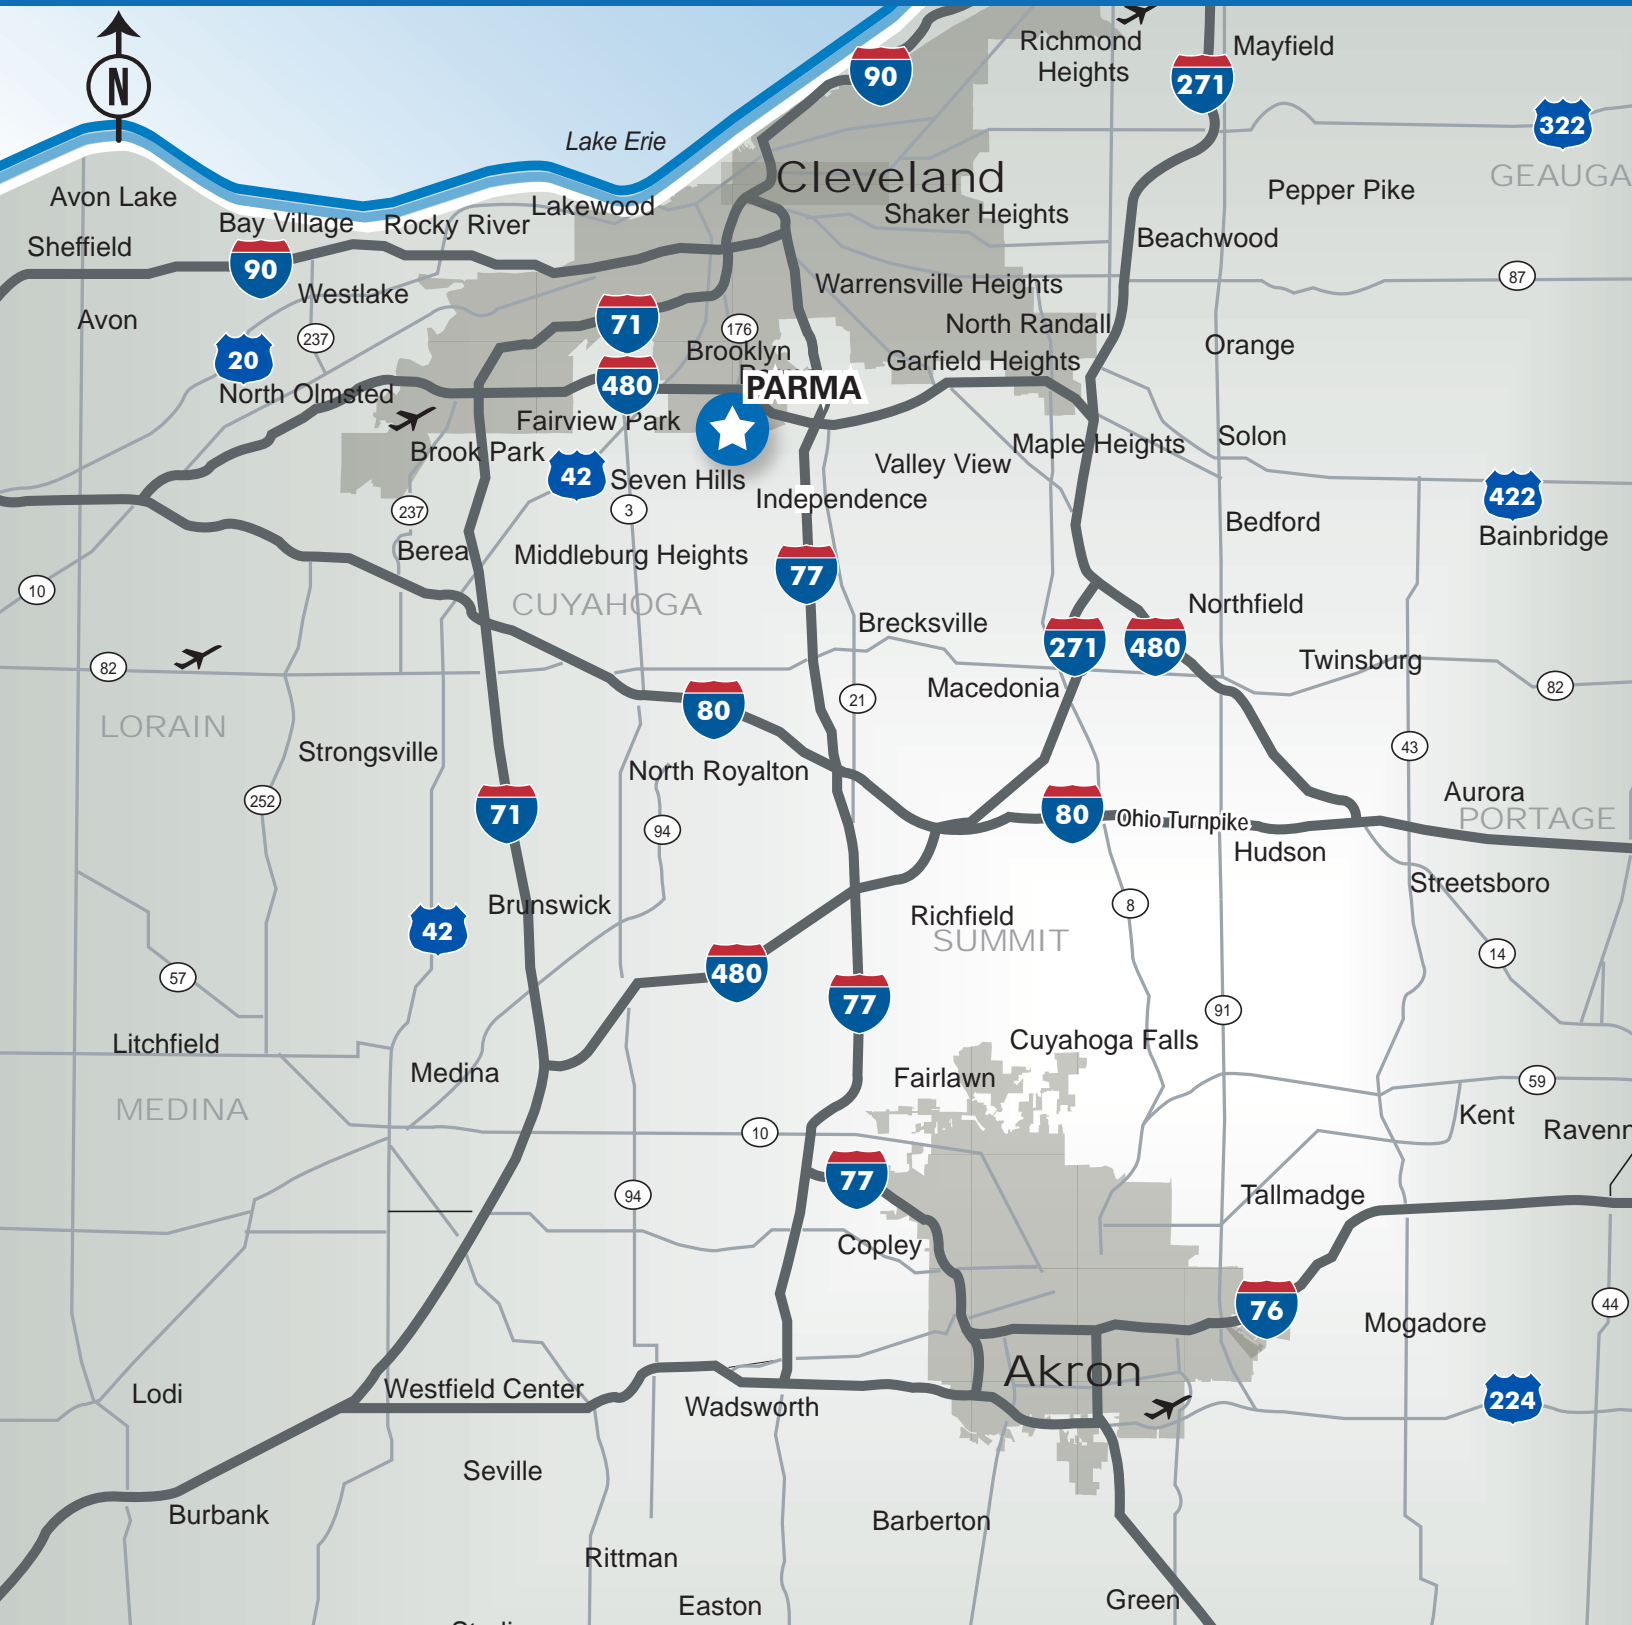 N
Richmond
Heights
Mayfield
90
271
322
Lake Erie
GEAUGA
Cleveland
Avon Lake
Pepper Pike
Lakewood
Shaker Heights
Bay Village
Rocky River
Sheffield
Beachwood
90
87
Westlake
Warrensville Heights
Avon
71
176
North Randall
237
Orange
20
Brooklyn
Garfield Heights
480
PARMA
North Olmsted
Fairview Park
Solon
Maple Heights
Brook Park
Valley View
42
Seven Hills
422
Independence
237
3
Bedford
Bainbridge
Berea
Middleburg Heights
77
10
CUYAHOGA
Northfield
Brecksville
271
480
82
Twinsburg
82
Macedonia
21
80
LORAIN
43
Strongsville
North Royalton
Aurora
252
71
80
Ohio Turnpike
PORTAGE
94
Hudson
Streetsboro
Brunswick
8
Richfield
42
SUMMIT
14
57
480
77
91
Litchfield
Cuyahoga Falls
Medina
Fairlawn
59
MEDINA
Kent
10
Ravenn
77
94
Tallmadge
Copley
44
76
Mogadore
Akron
Lodi
Westfield Center
224
Wadsworth
Seville
Burbank
Barberton
Rittman
Green
Easton